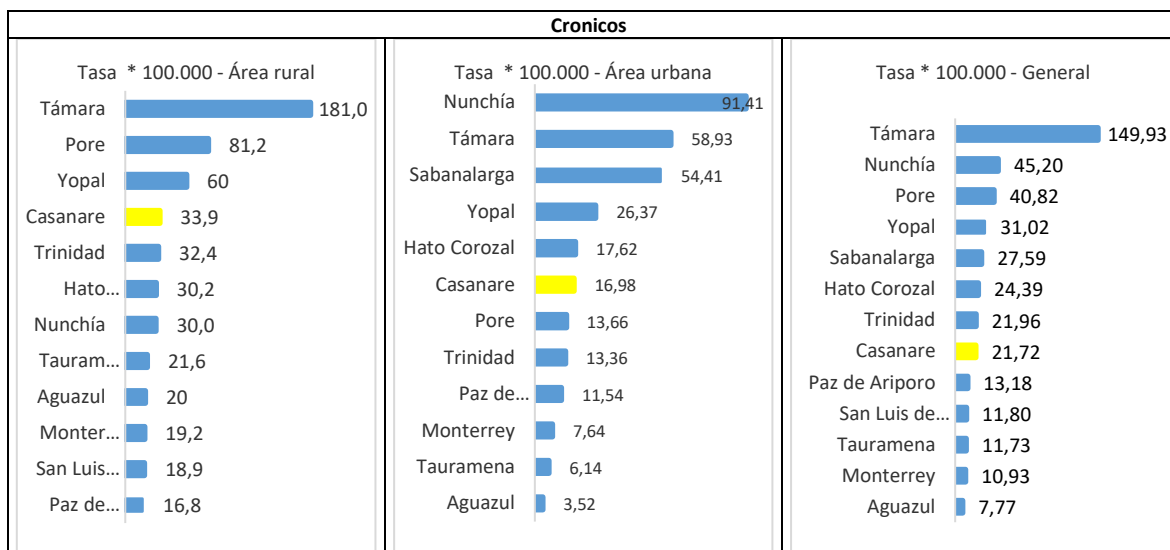 Cronicos
Tasa * 100.000 - Área rural
Támara 181,0
Pore 81,2
Yopal 60
Casanare 33,9
Trinidad 32,4
Hato... 30,2
Nunchía 30,0
Tauram... 21,6
Aguazul 20
Monter... 19,2
San Luis... 18,9
Paz de... 16,8
Tasa * 100.000 - Área urbana
Nunchía 91,41
Támara 58,93
Sabanalarga 54,41
Yopal 26,37
Hato Corozal 17,62
Casanare 16,98
Pore 13,66
Trinidad 13,36
Paz de... 11,54
Monterrey 7,64
Tauramena 6,14
Aguazul 3,52
Tasa * 100.000 - General
Támara 149,93
Nunchía 45,20
Pore 40,82
Yopal 31,02
Sabanalarga 27,59
Hato Corozal 24,39
Trinidad 21,96
Casanare 21,72
Paz de Ariporo 13,18
San Luis de... 11,80
Tauramena 11,73
Monterrey 10,93
Aguazul 7,77